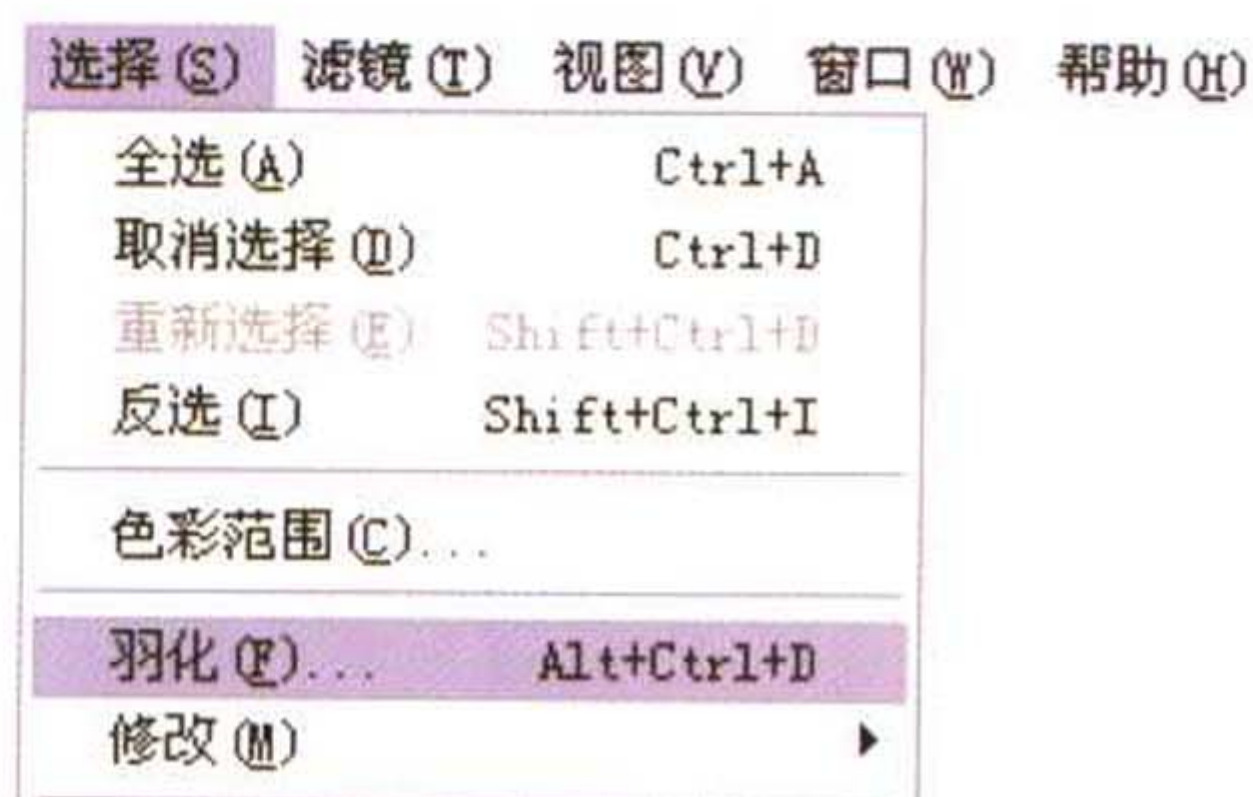 选择(S) 滤镜(T) 视图(V) 窗口(W) 帮助(H)
全选(A) Ctrl+A
取消选择(D) Ctrl+D
重新选择(E) Shift+Ctrl+D
反选(I) Shift+Ctrl+I
色彩范围(C)...
羽化(F)... Alt+Ctrl+D
修改(M)